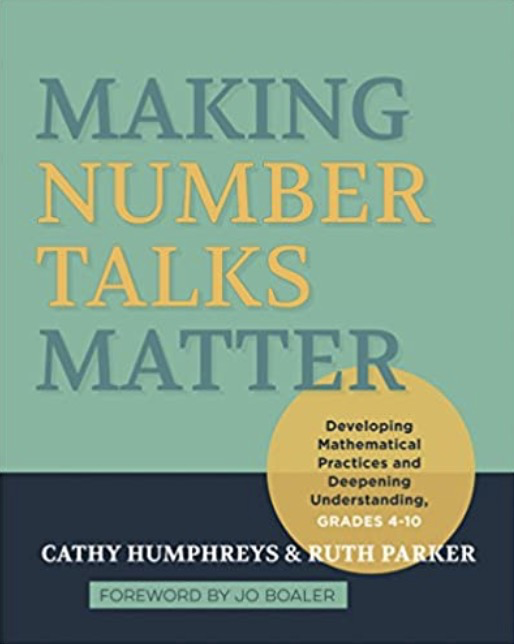 MAKING
NUMBER
TALKS
MATTER
Developing
Mathematical
Practices and
Deepening
Understanding,
GRADES 4-10
CATHY HUMPHREYS & RUTH PARKER
FOREWORD BY JO BOALER